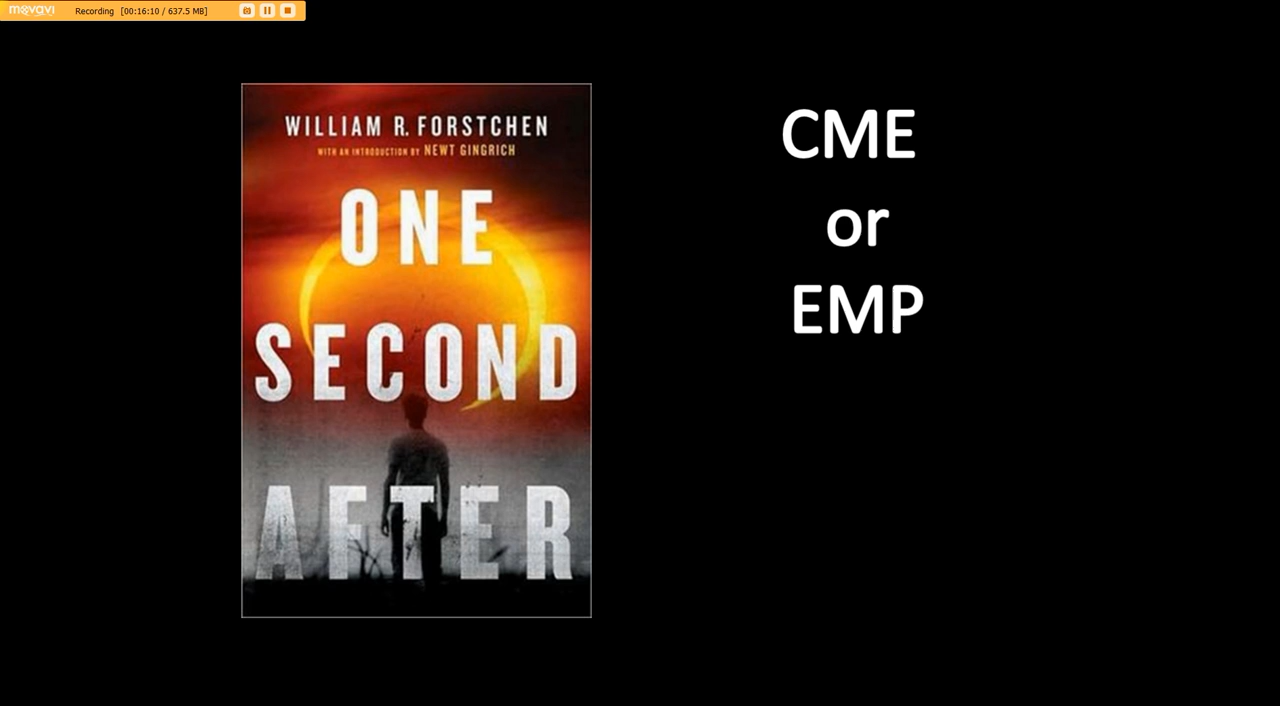 movavi Recording [00:16:10 / 637.5 MB]
WILLIAM R. FORSTCHEN
WITH AN INTRODUCTION BY NEWT GINGRICH
ONE
SECOND
AFTER
CME
or
EMP